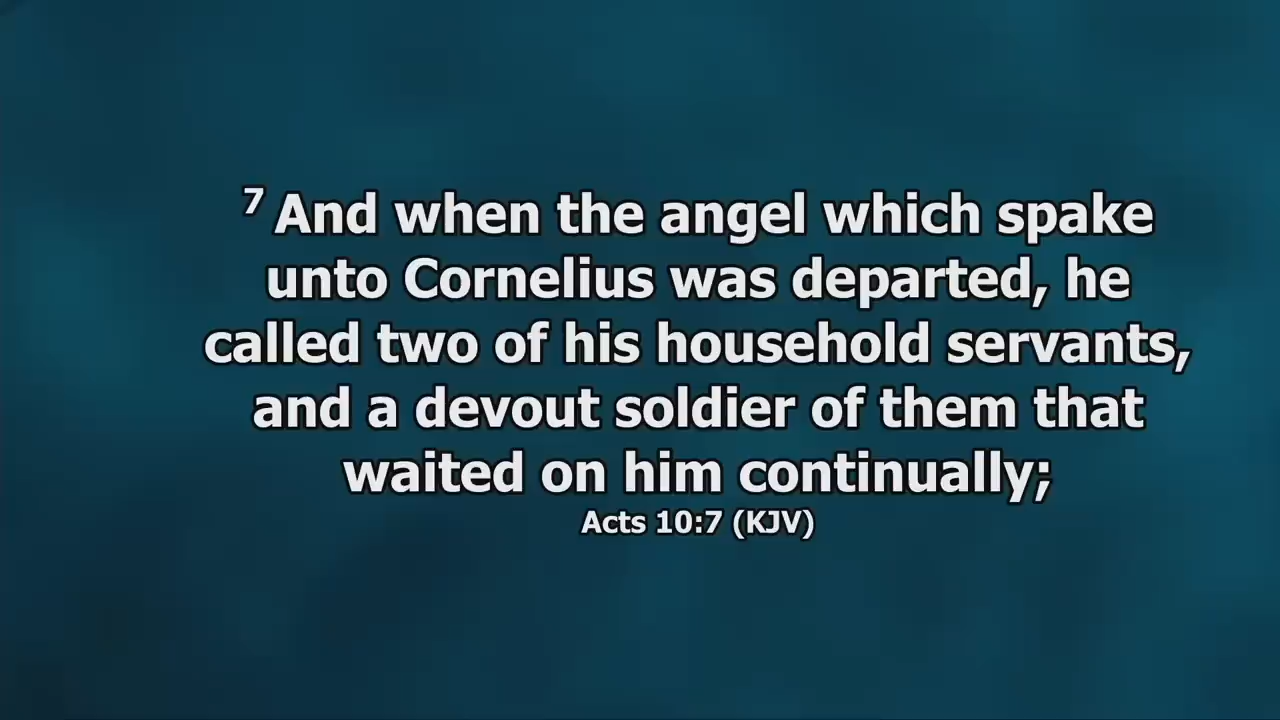 7 And when the angel which spake
unto Cornelius was departed, he
called two of his household servants,
and a devout soldier of them that
waited on him continually;
Acts 10:7 (KJV)